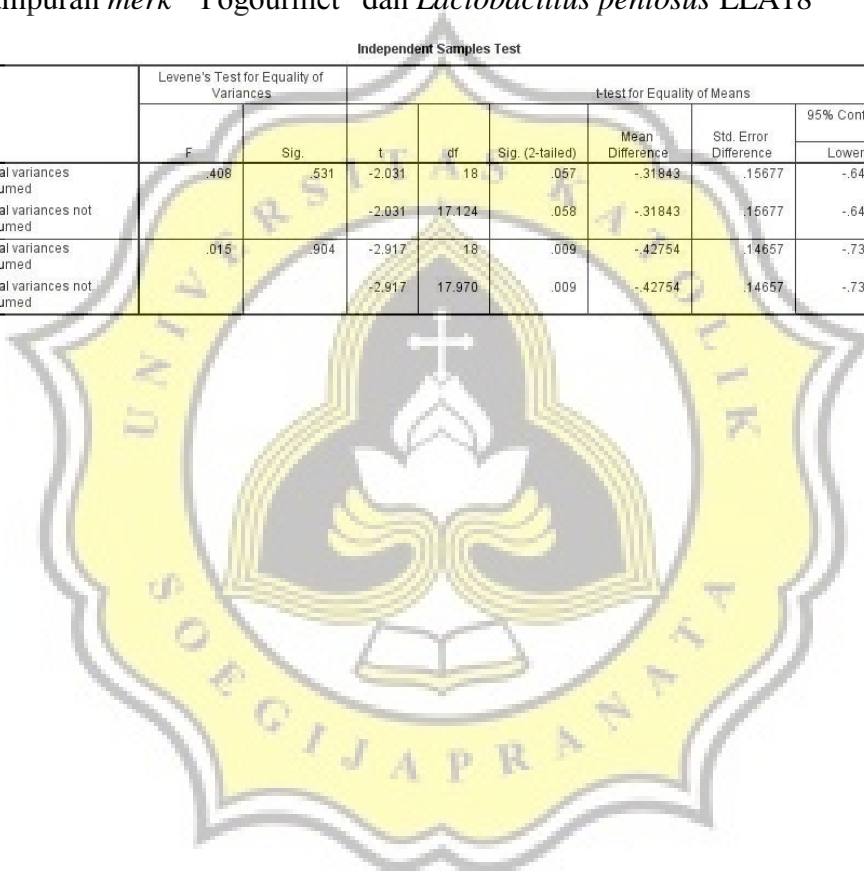 mpuran merk "Yogourmet" dan Lactobacillus pentosus LLA18
Independent Samples Test
Levene's Test for Equality of Variances t-test for Equality of Means
95% Conf
F Sig. t df Sig. (2-tailed) Mean Difference Std. Error Difference Lower
al variances umed .408 .531 -2.031 18 .057 -.31843 .15677 -.64
al variances not umed -2.031 17.124 .058 -.31843 .15677 -.64
al variances umed .015 .904 -2.917 18 .009 -.42754 .14657 -.73
al variances not umed -2.917 17.970 .009 -.42754 .14657 -.73
UNIVERSITAS KATOLIK
SOEGIJAPRANATA